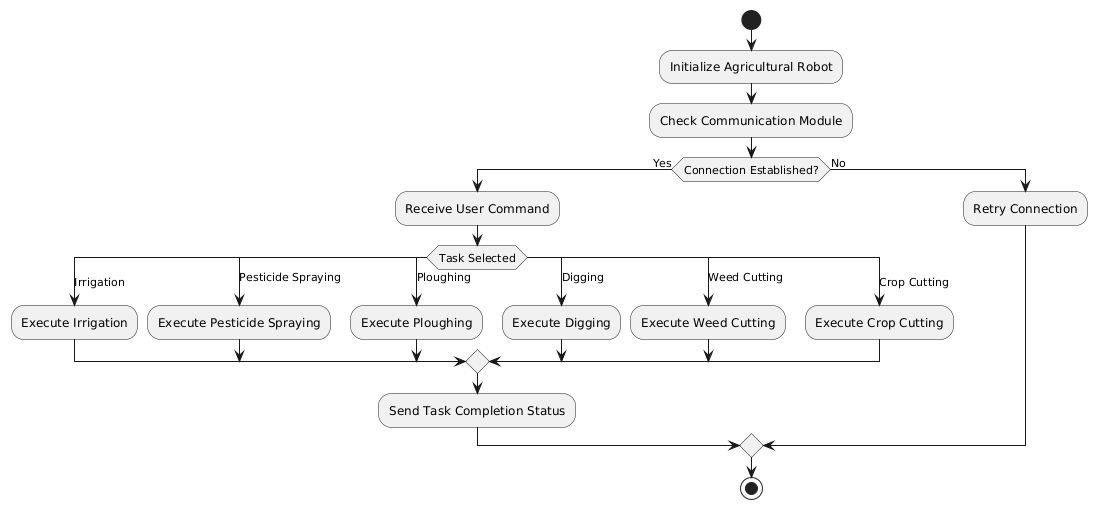 Initialize Agricultural Robot
Check Communication Module
Yes
Connection Established?
No
Receive User Command
Retry Connection
Task Selected
Irrigation
Pesticide Spraying
Ploughing
Digging
Weed Cutting
Crop Cutting
Execute Irrigation
Execute Pesticide Spraying
Execute Ploughing
Execute Digging
Execute Weed Cutting
Execute Crop Cutting
Send Task Completion Status